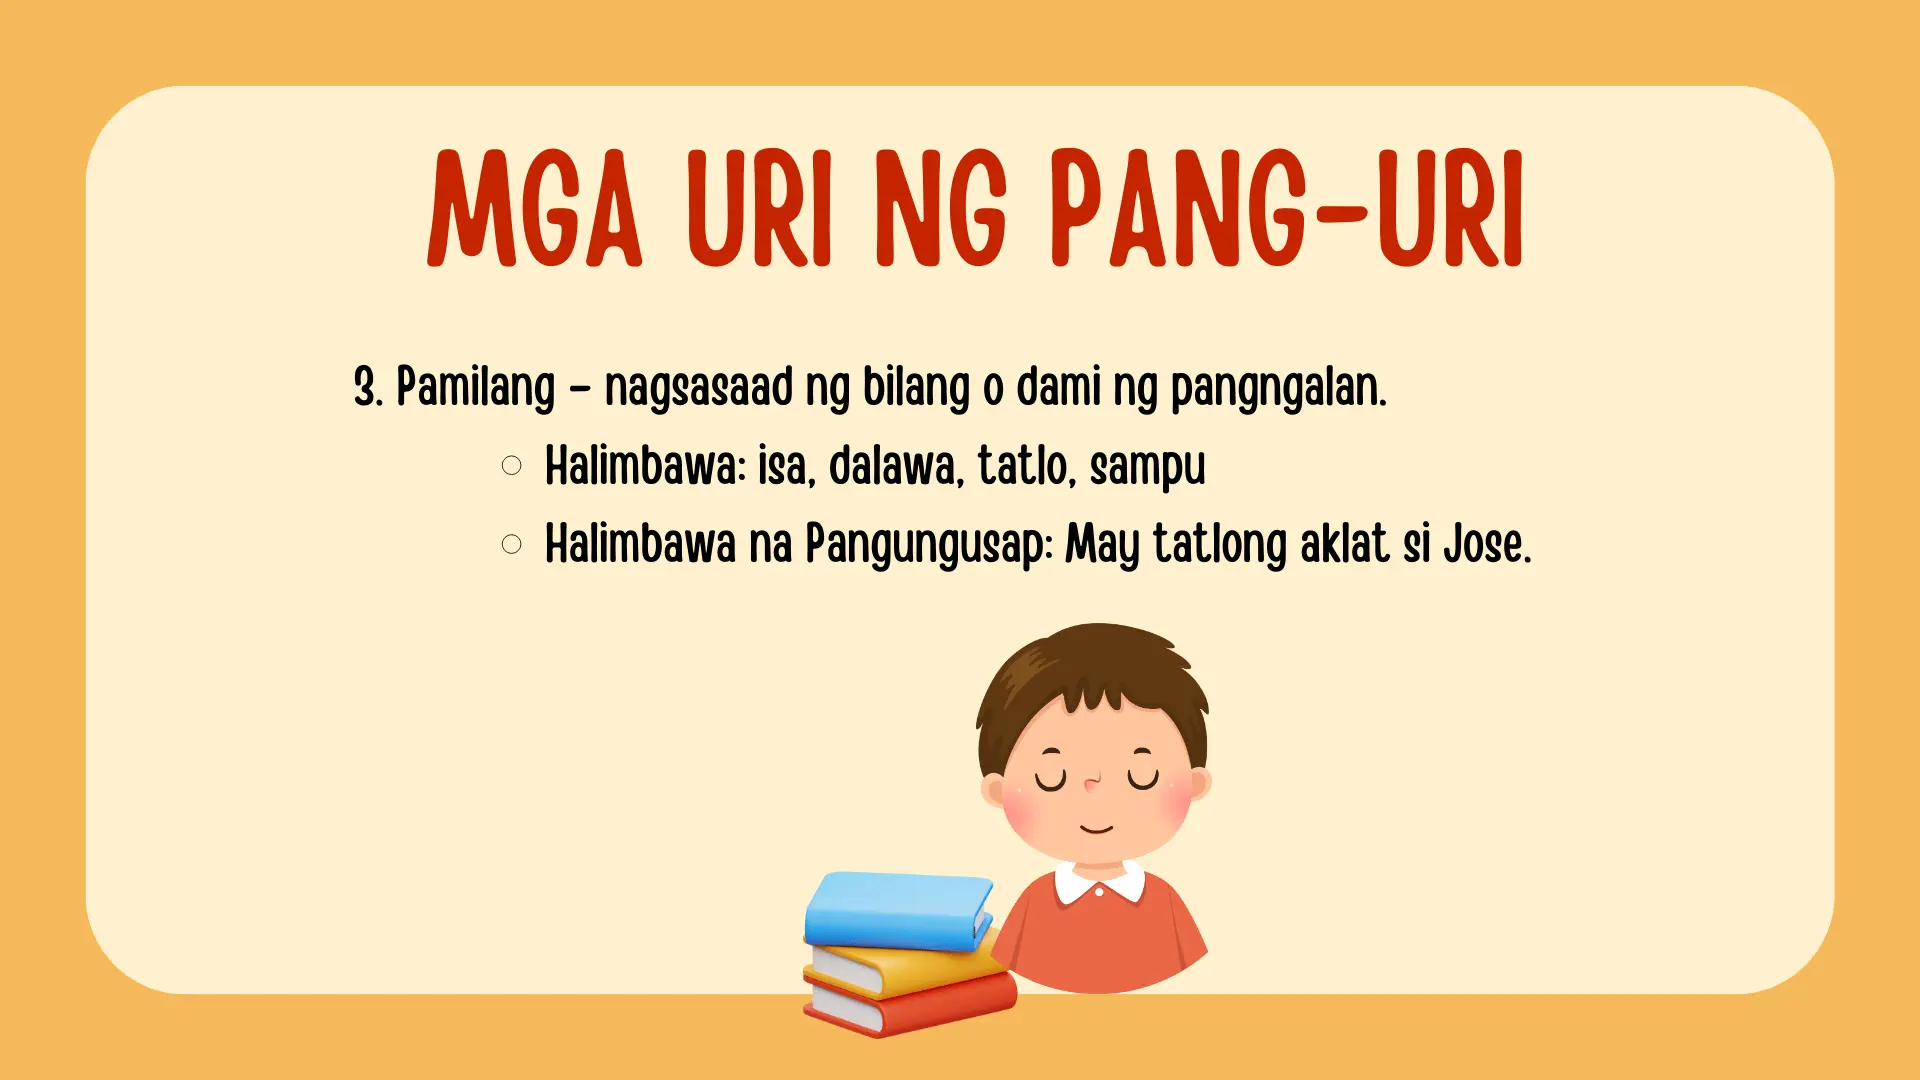 MGA URI NG PANG-URI
3. Pamilang – nagsasaad ng bilang o dami ng pangngalan.
○ Halimbawa: isa, dalawa, tatlo, sampu
○ Halimbawa na Pangungusap: May tatlong aklat si Jose.